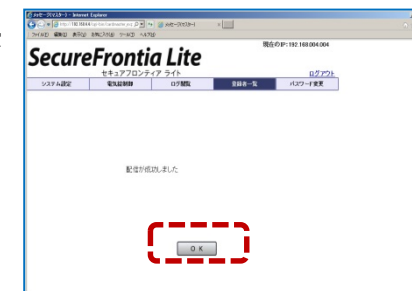 Internet Explorer
現在のIP:192.168.004.004
SecureFrontia Lite
セキュアフロンティア ライト
ログアウト
システム設定 電気錠制御 ログ閲覧 登録者一覧 パスワード変更
配信が成功しました
OK